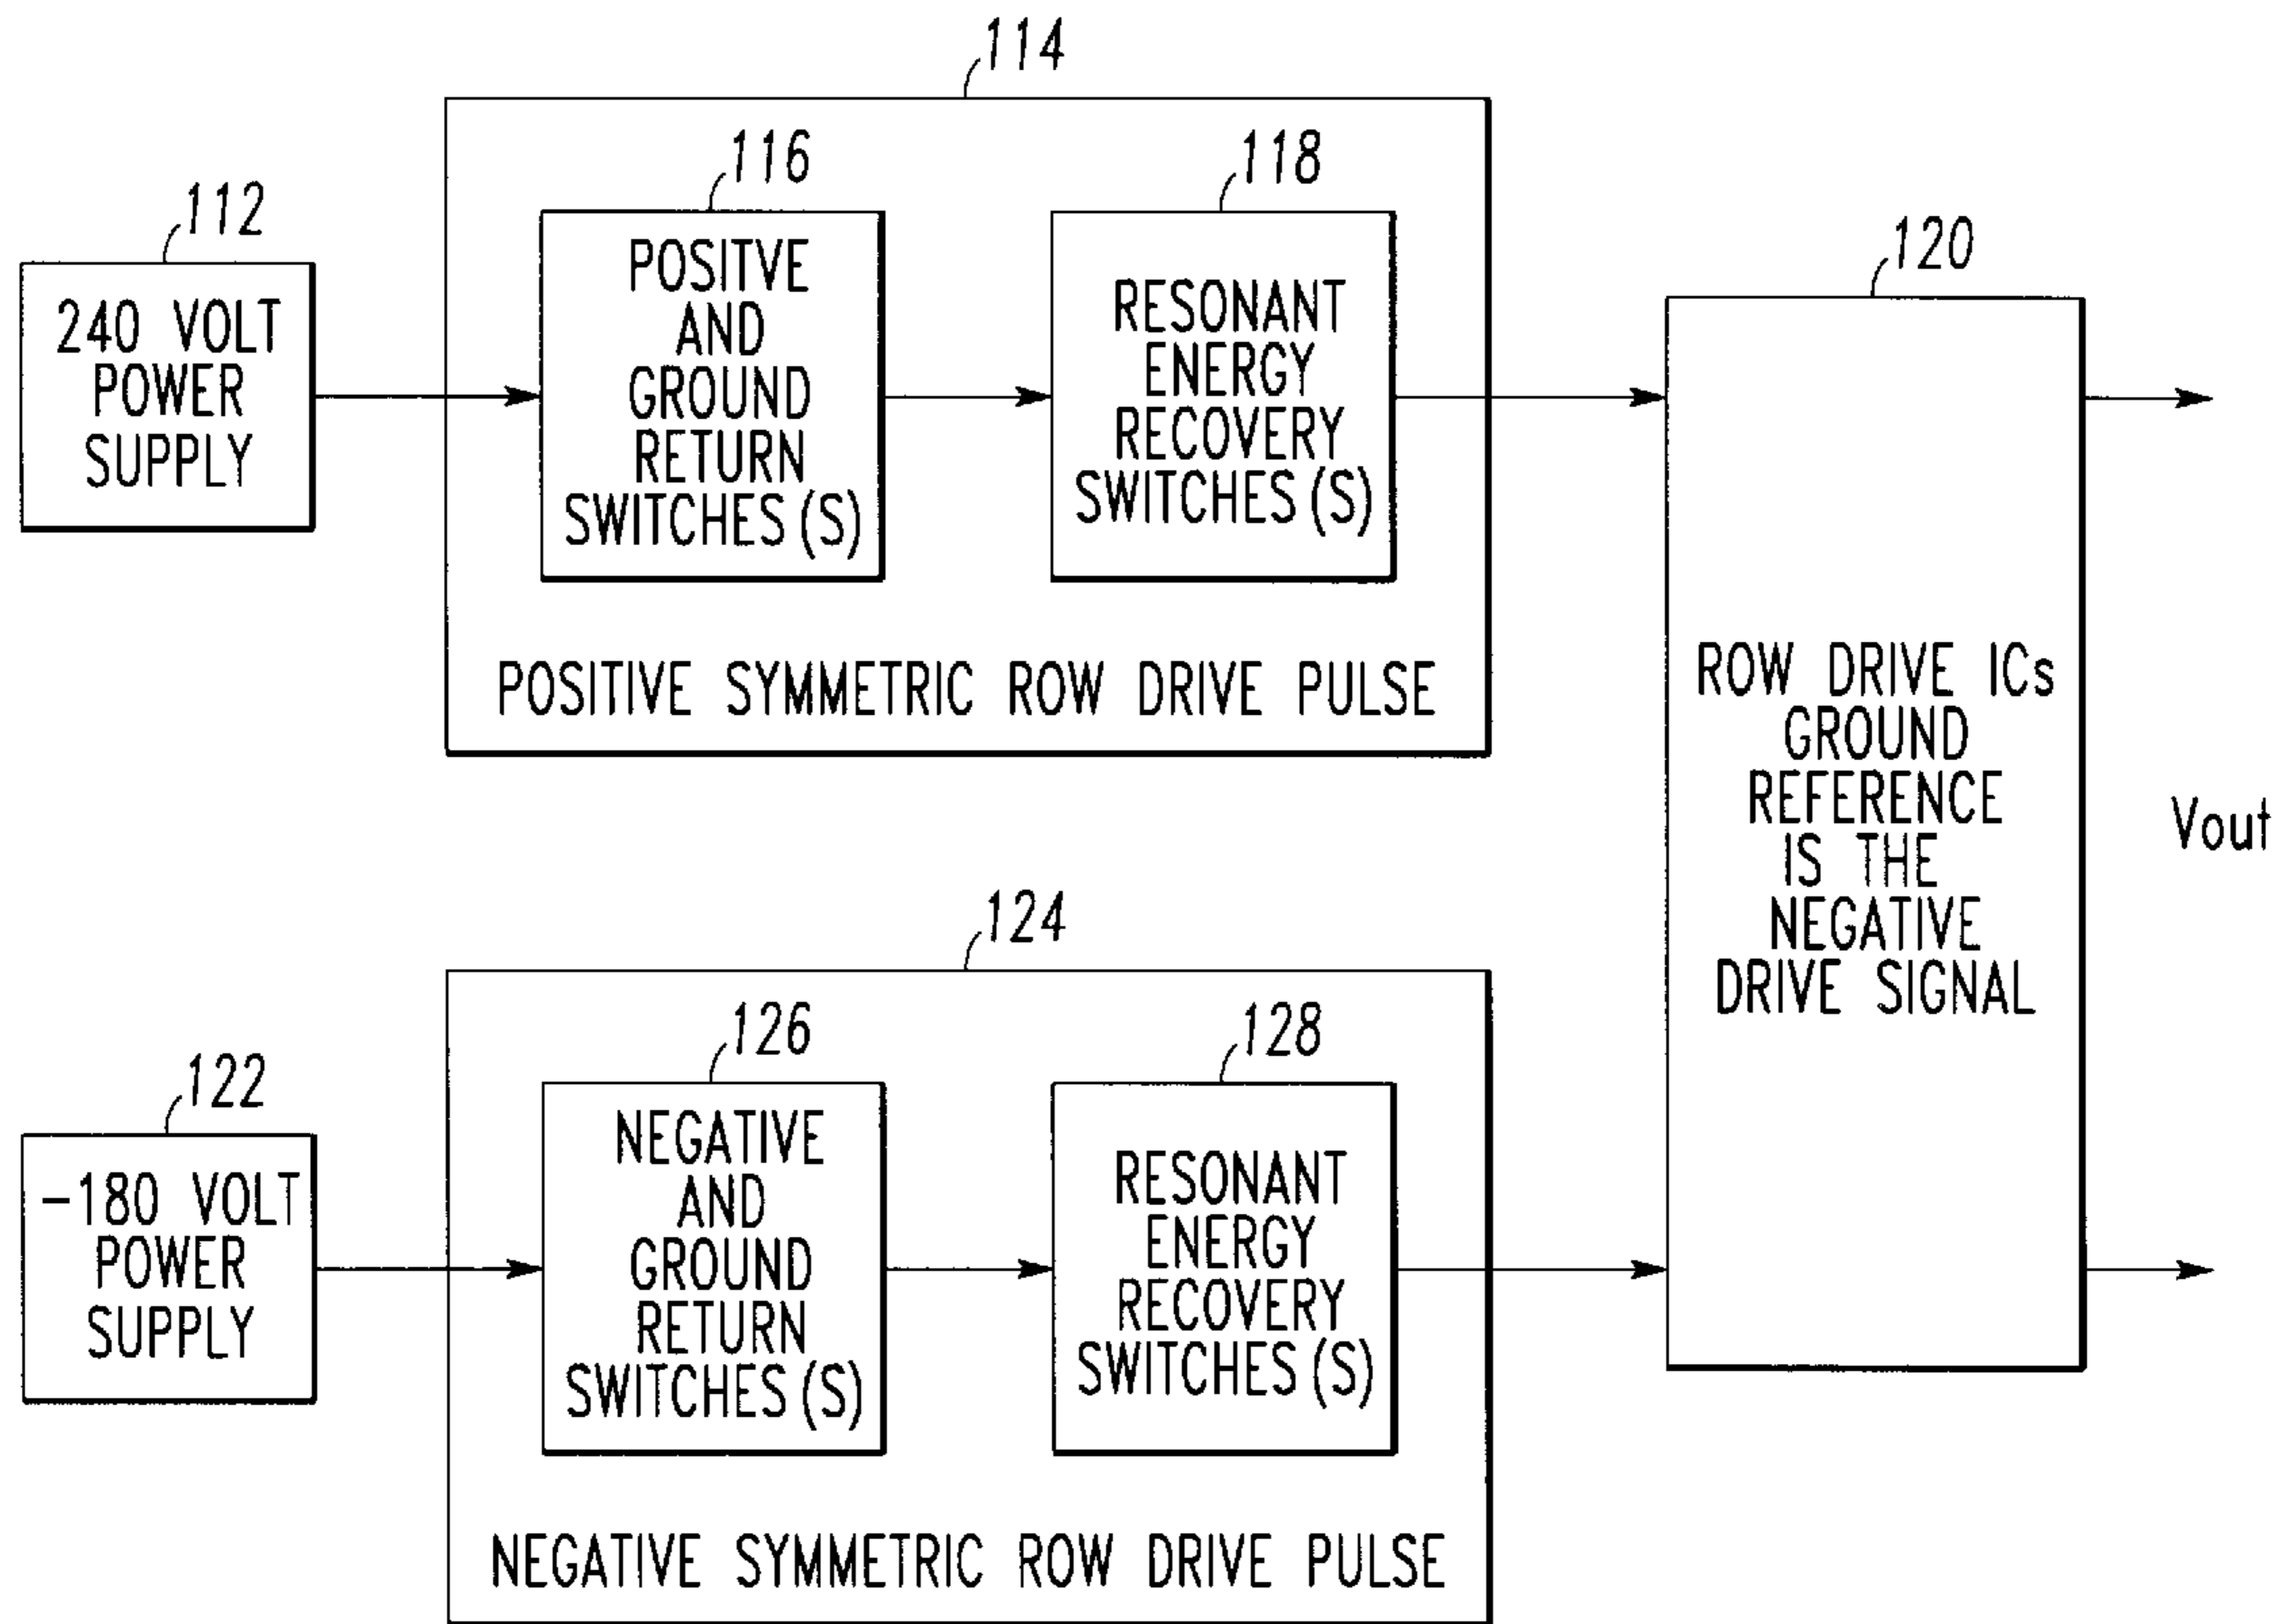 114
116
118
112
120
240 VOLT
POWER
SUPPLY
POSITVE
AND
GROUND
RETURN
SWITCHES (S)
RESONANT
ENERGY
RECOVERY
SWITCHES (S)
POSITIVE SYMMETRIC ROW DRIVE PULSE
ROW DRIVE ICs
GROUND
REFERENCE
IS THE
NEGATIVE
DRIVE SIGNAL
Vout
124
126
128
122
-180 VOLT
POWER
SUPPLY
NEGATIVE
AND
GROUND
RETURN
SWITCHES (S)
RESONANT
ENERGY
RECOVERY
SWITCHES (S)
NEGATIVE SYMMETRIC ROW DRIVE PULSE